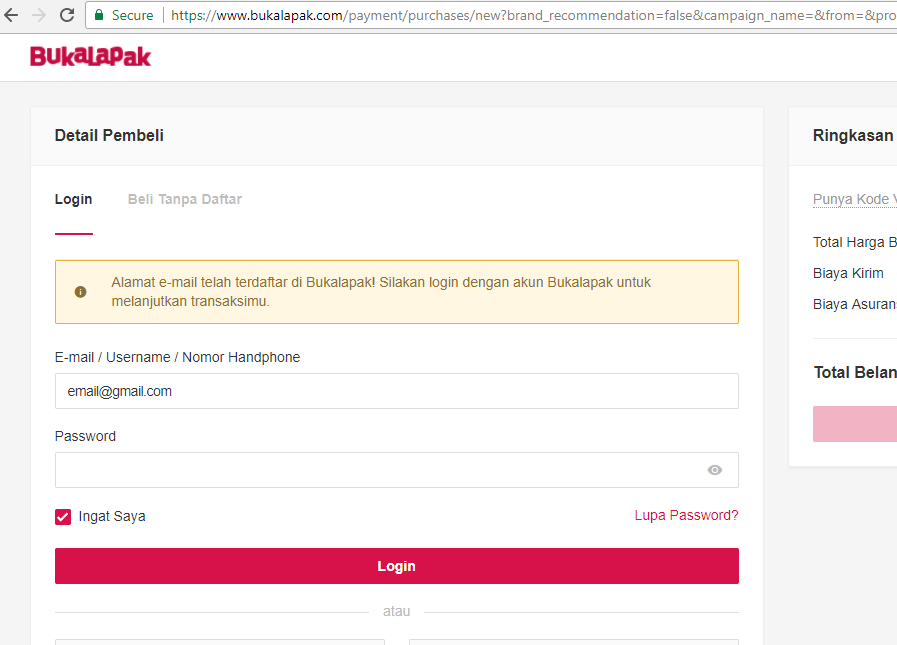 Secure
https://www.bukalapak.com/payment/purchases/new?brand_recommendation=false&campaign_name=&from=&pro
BukaLaPak
Detail Pembeli
Login
Beli Tanpa Daftar
Alamat e-mail telah terdaftar di Bukalapak! Silakan login dengan akun Bukalapak untuk
melanjutkan transaksimu.
E-mail / Username / Nomor Handphone
email@gmail.com
Password
Ingat Saya
Lupa Password?
Login
atau
Ringkasan
Punya Kode
Total Harga B
Biaya Kirim
Biaya Asuran
Total Belan